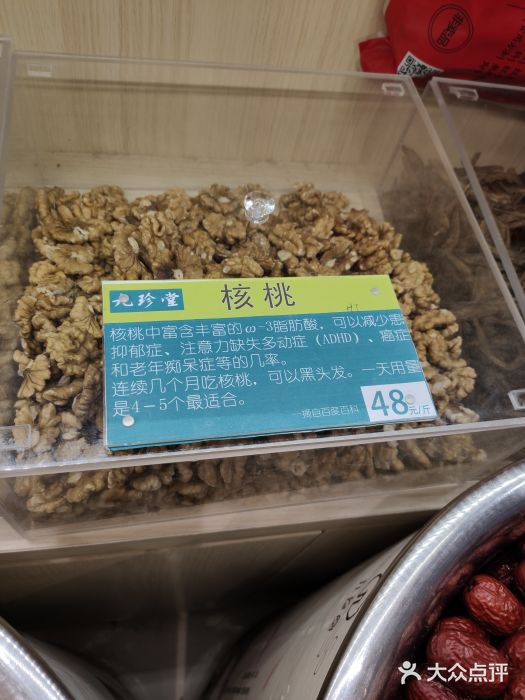 九珍堂
核桃
核桃中富含丰富的ω-3脂肪酸，可以减少患
抑郁症、注意力缺失多动症（ADHD）、癌症
和老年痴呆症等的几率。
连续几个月吃核桃，可以黑头发。一天用量
是4-5个最适合。
—摘自百度百科
48元/斤
大众点评